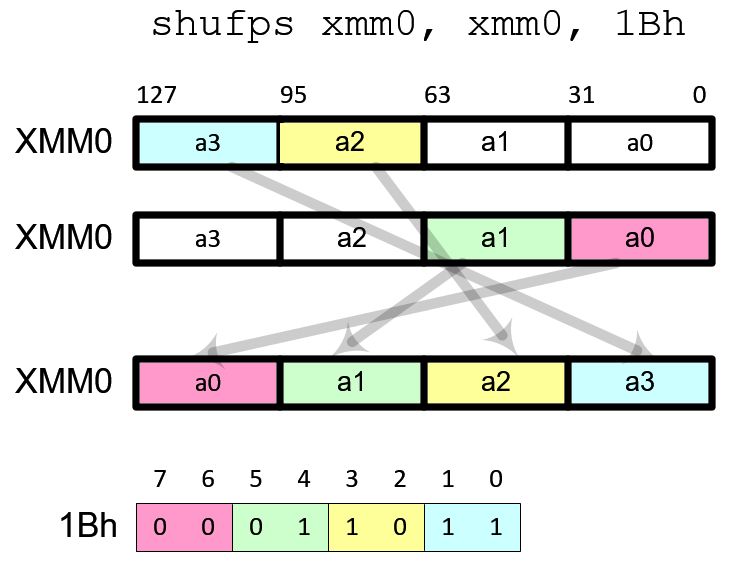 shufps xmm0, xmm0, 1Bh
127 95 63 31 0
XMM0 a3 a2 a1 a0
XMM0 a3 a2 a1 a0
XMM0 a0 a1 a2 a3
7 6 5 4 3 2 1 0
1Bh 0 0 0 1 1 0 1 1